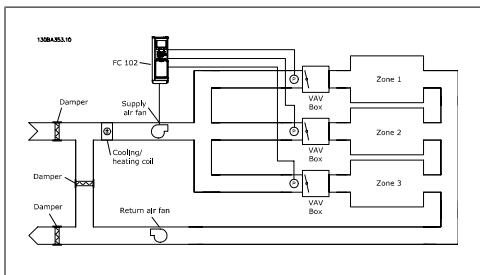 130BA353.10
FC 102
Damper
Supply
air fan
VAV
Box
Zone 1
Cooling/
heating coil
VAV
Box
Zone 2
Damper
VAV
Box
Zone 3
Damper
Return air fan